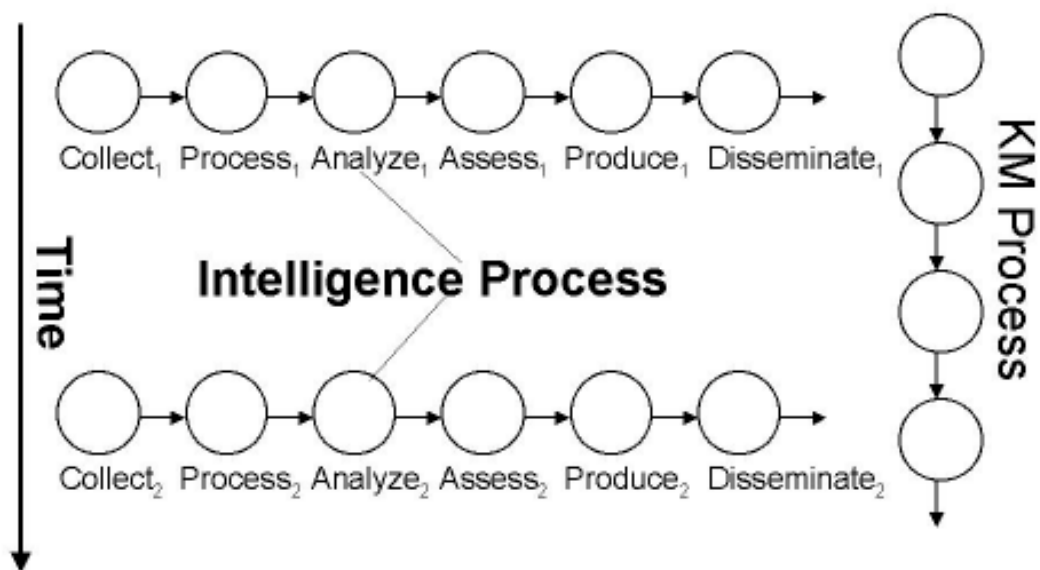 Collect₁ Process₁ Analyze₁ Assess₁ Produce₁ Disseminate₁
Time
Intelligence Process
KM Process
Collect₂ Process₂ Analyze₂ Assess₂ Produce₂ Disseminate₂